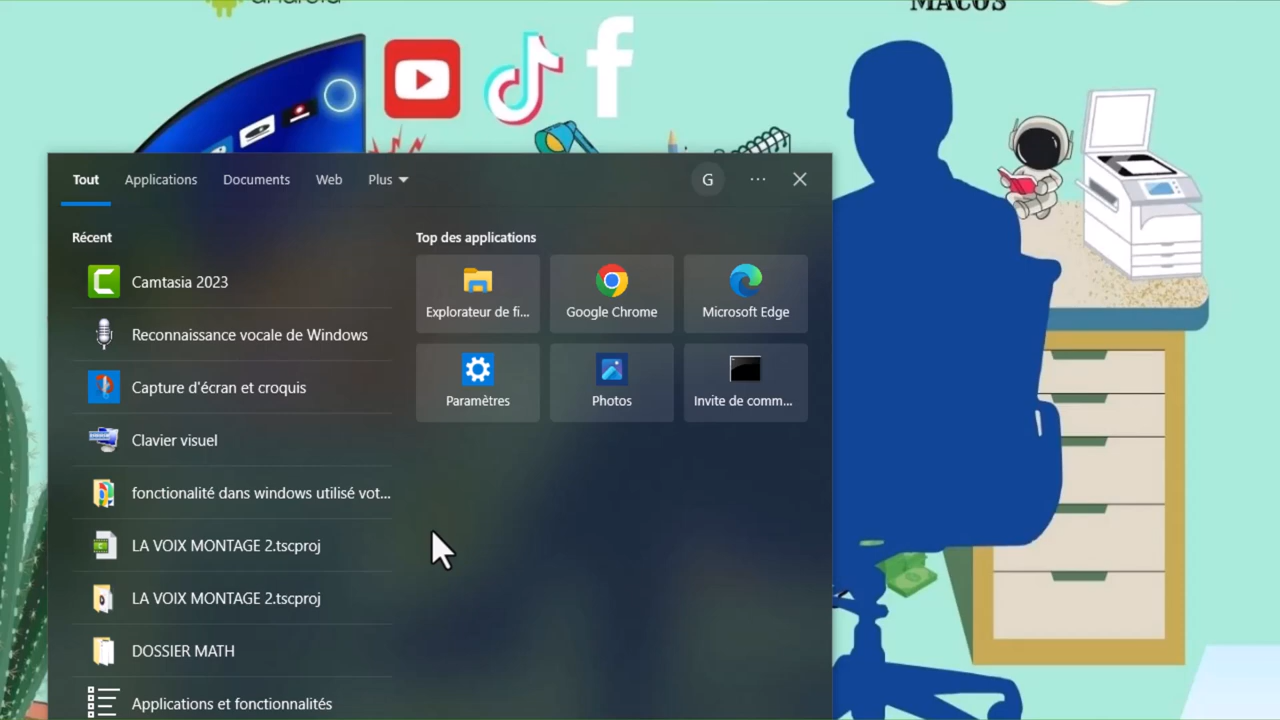 MACOS
Tout
Applications
Documents
Web
Plus
G
Récent
Top des applications
Camtasia 2023
Reconnaissance vocale de Windows
Capture d'écran et croquis
Clavier visuel
fonctionalité dans windows utilisé vot...
LA VOIX MONTAGE 2.tscproj
LA VOIX MONTAGE 2.tscproj
DOSSIER MATH
Applications et fonctionnalités
Explorateur de fi...
Google Chrome
Microsoft Edge
Paramètres
Photos
Invite de comm...